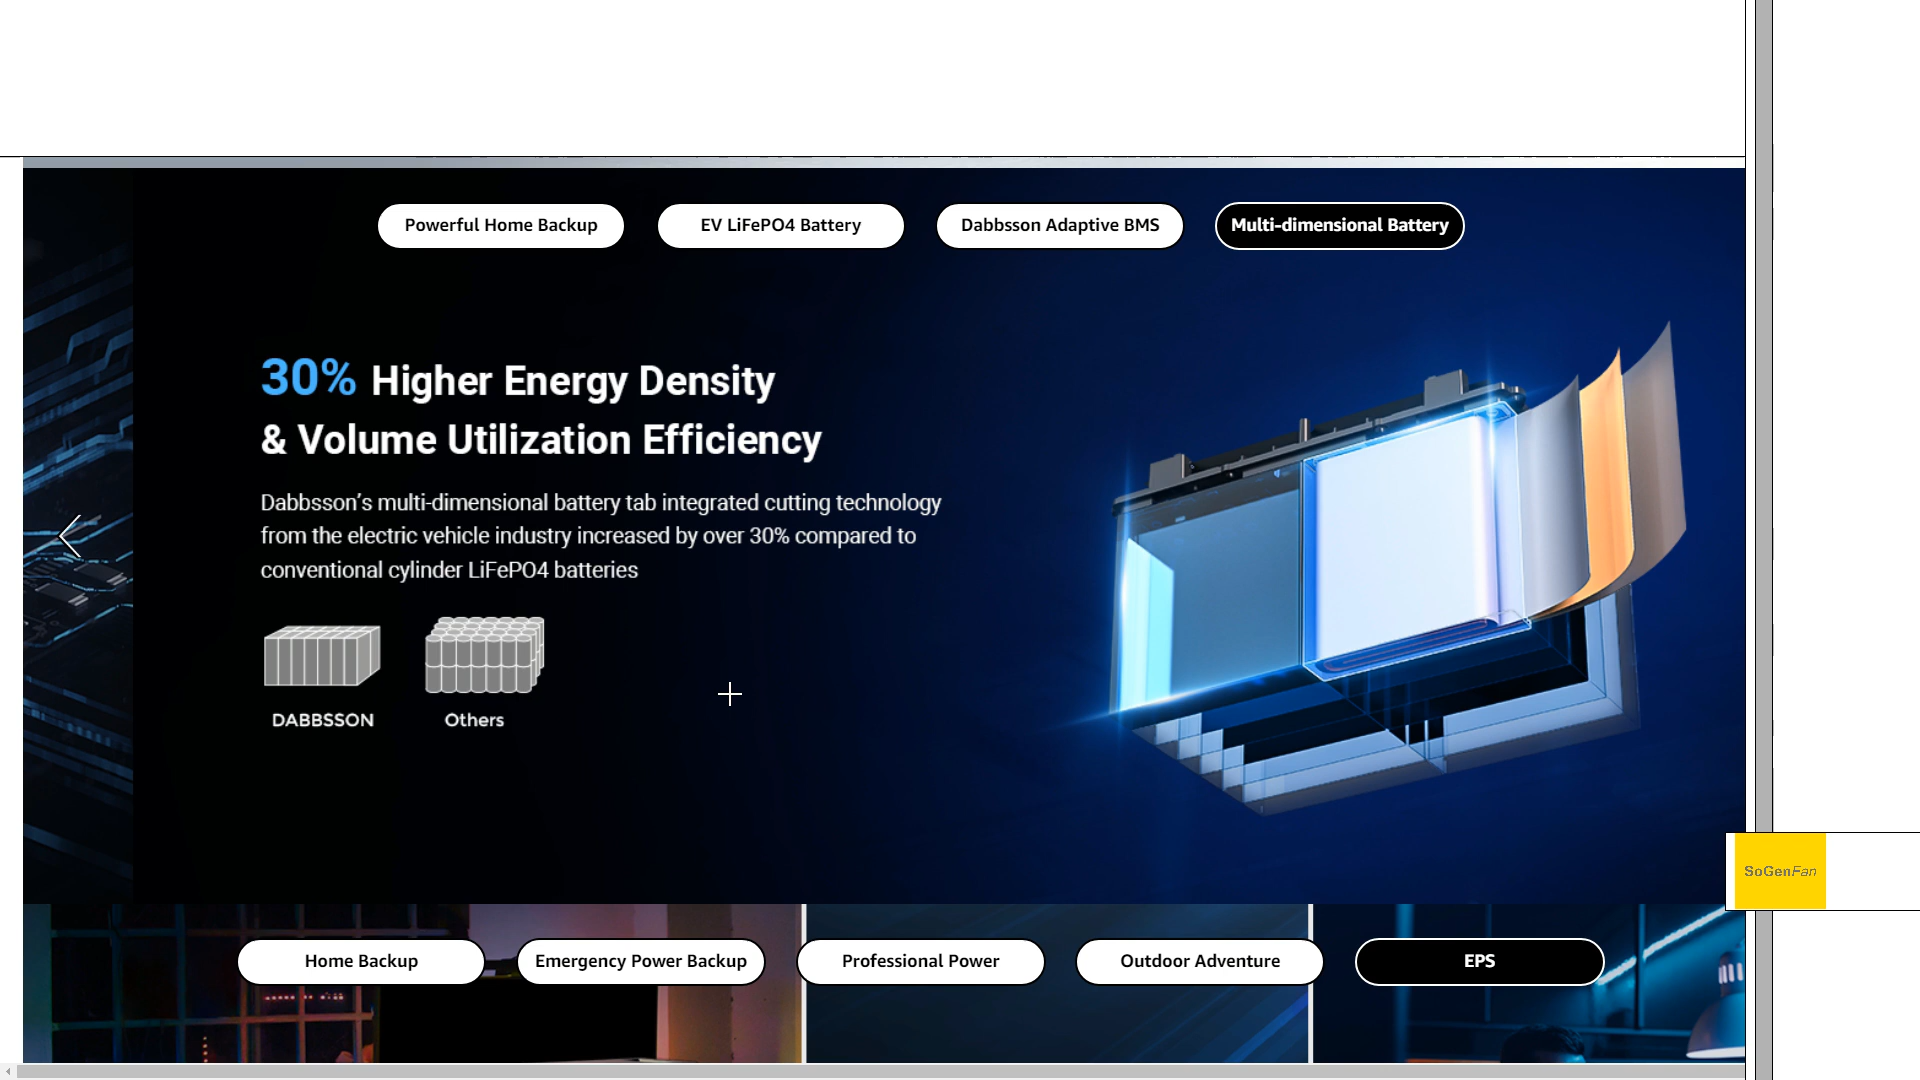 Powerful Home Backup
EV LiFePO4 Battery
Dabbsson Adaptive BMS
Multi-dimensional Battery
30% Higher Energy Density
& Volume Utilization Efficiency
Dabbsson’s multi-dimensional battery tab integrated cutting technology
from the electric vehicle industry increased by over 30% compared to
conventional cylinder LiFePO4 batteries
DABBSSON
Others
SoGenFan
Home Backup
Emergency Power Backup
Professional Power
Outdoor Adventure
EPS